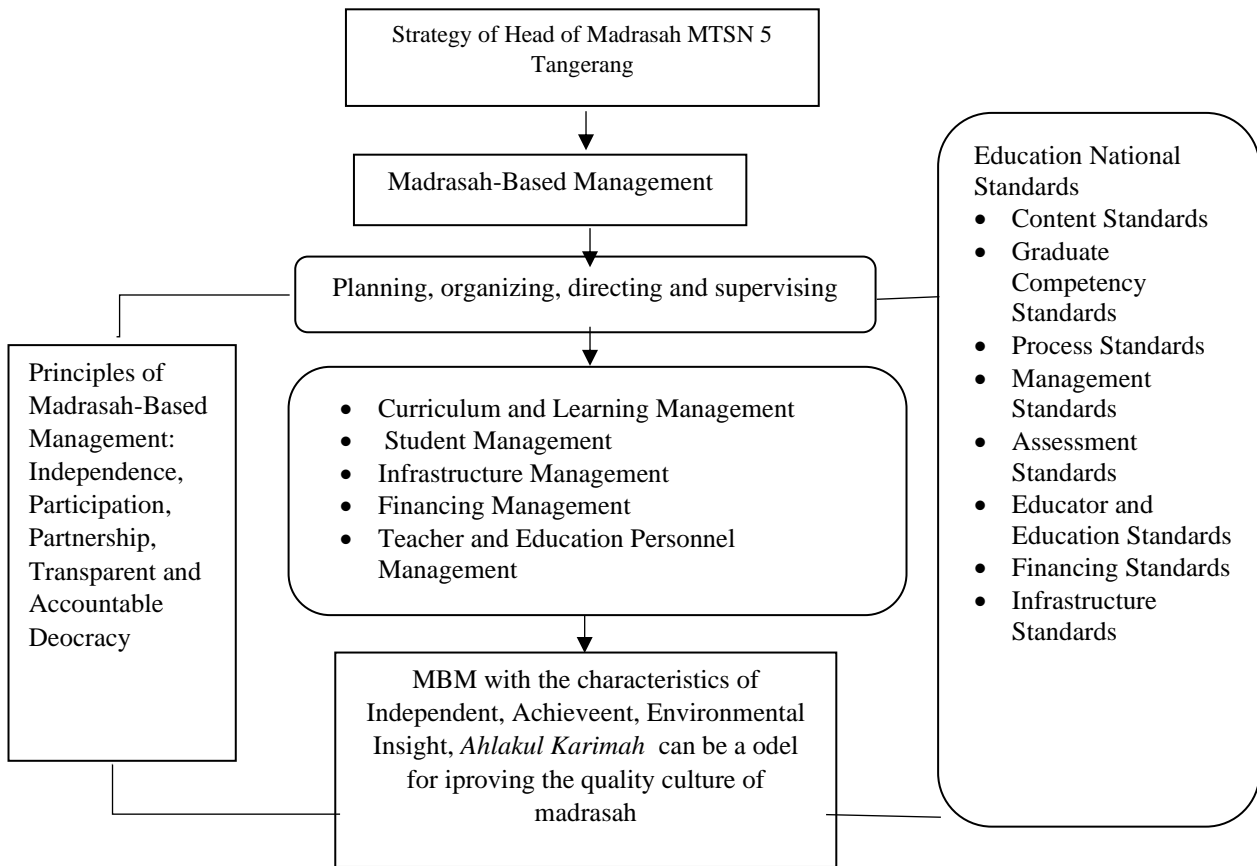 Strategy of Head of Madrasah MTSN 5
Tangerang
Madrasah-Based Management
Planning, organizing, directing and supervising
Principles of
Madrasah-Based
Management:
Independence,
Participation,
Partnership,
Transparent and
Accountable
Deocracy
• Curriculum and Learning Management
• Student Management
• Infrastructure Management
• Financing Management
• Teacher and Education Personnel
Management
Education National
Standards
• Content Standards
• Graduate
Competency
Standards
• Process Standards
• Management
Standards
• Assessment
Standards
• Educator and
Education Standards
• Financing Standards
• Infrastructure
Standards
MBM with the characteristics of
Independent, Achieveent, Environmental
Insight, Ahlakul Karimah can be a odel
for iproving the quality culture of
madrasah